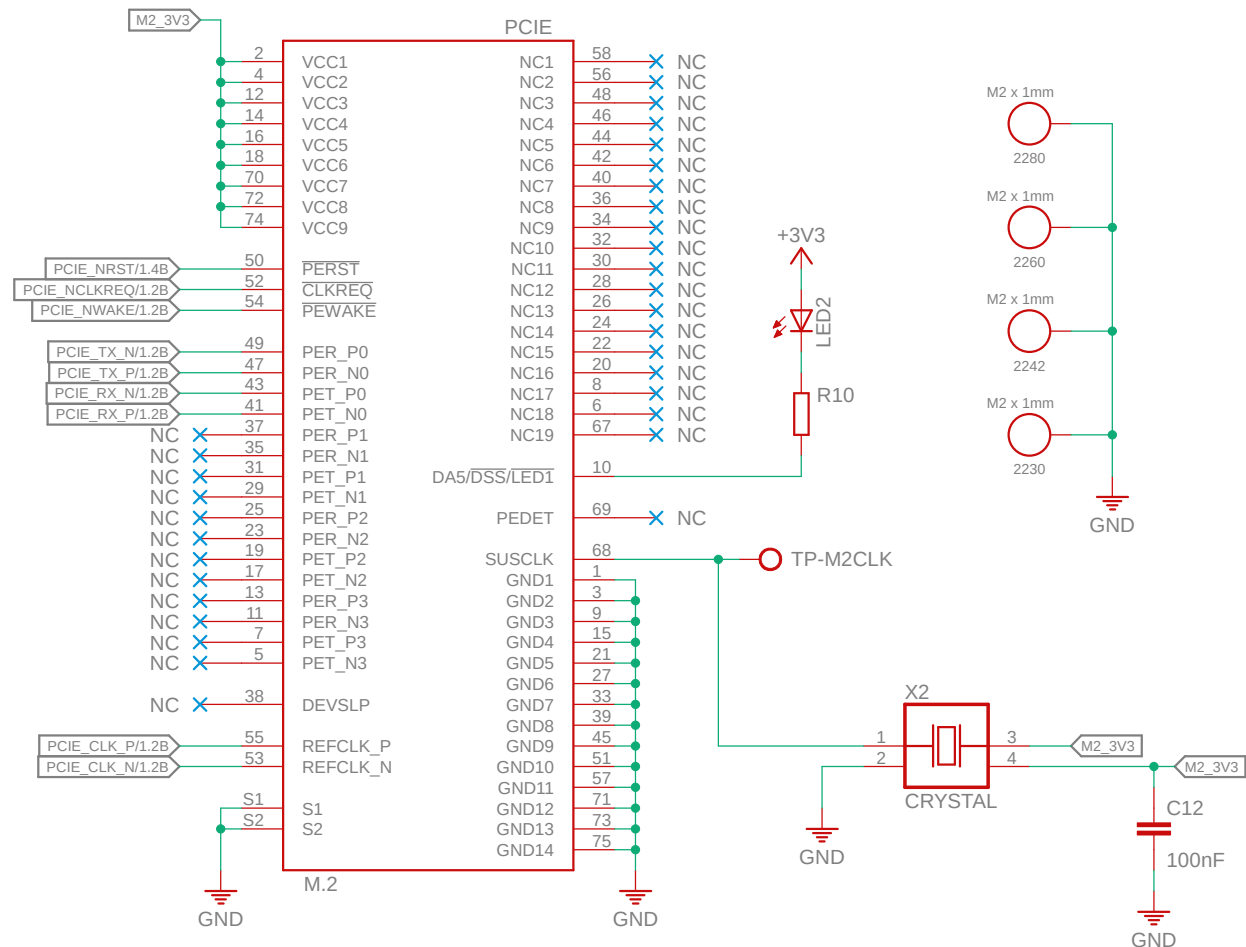 M2_3V3
PCIE
2 VCC1 NC1 58 NC
4 VCC2 NC2 56 NC
12 VCC3 NC3 48 NC
14 VCC4 NC4 46 NC
16 VCC5 NC5 44 NC
18 VCC6 NC6 42 NC
70 VCC7 NC7 40 NC
72 VCC8 NC8 36 NC
74 VCC9 NC9 34 NC
NC10 32 NC
PCIE_NRST/1.4B 50 PERST NC11 30 NC
PCIE_NCLKREQ/1.2B 52 CLKREQ NC12 28 NC
PCIE_NWAKE/1.2B 54 PEWAKE NC13 26 NC
NC14 24 NC
PCIE_TX_N/1.2B 49 PER_P0 NC15 22 NC
PCIE_TX_P/1.2B 47 PER_N0 NC16 20 NC
PCIE_RX_N/1.2B 43 PET_P0 NC17 8 NC
PCIE_RX_P/1.2B 41 PET_N0 NC18 6 NC
NC 37 PER_P1 NC19 67 NC
NC 35 PER_N1
NC 31 PET_P1 DA5/DSS/LED1 10
NC 29 PET_N1
NC 25 PER_P2 PEDET 69 NC
NC 23 PER_N2
NC 19 PET_P2 SUSCLK 68 TP-M2CLK
NC 17 PET_N2 GND1 1
NC 13 PER_P3 GND2 3
NC 11 PER_N3 GND3 9
NC 7 PET_P3 GND4 15
NC 5 PET_N3 GND5 21
GND6 27
NC 38 DEVSLP GND7 33
GND8 39
PCIE_CLK_P/1.2B 55 REFCLK_P GND9 45
PCIE_CLK_N/1.2B 53 REFCLK_N GND10 51
GND11 57
S1 S1 GND12 71
S2 S2 GND13 73
GND14 75
M.2
GND
GND
+3V3
LED2
R10
M2 x 1mm
2280
M2 x 1mm
2260
M2 x 1mm
2242
M2 x 1mm
2230
GND
X2
1 3 M2_3V3
2 4 M2_3V3
CRYSTAL
GND
C12
100nF
GND